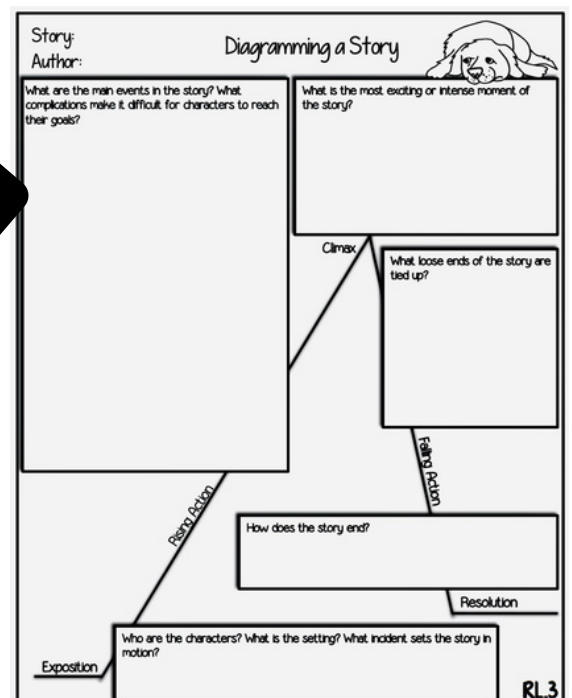 Story:
Author:
Diagramming a Story
What are the main events in the story? What
complications make it difficult for characters to reach
their goals?
What is the most exciting or intense moment of
the story?
Climax
What loose ends of the story are
tied up?
Falling Action
Rising Action
How does the story end?
Resolution
Who are the characters? What is the setting? What incident sets the story in
motion?
Exposition
RL.3